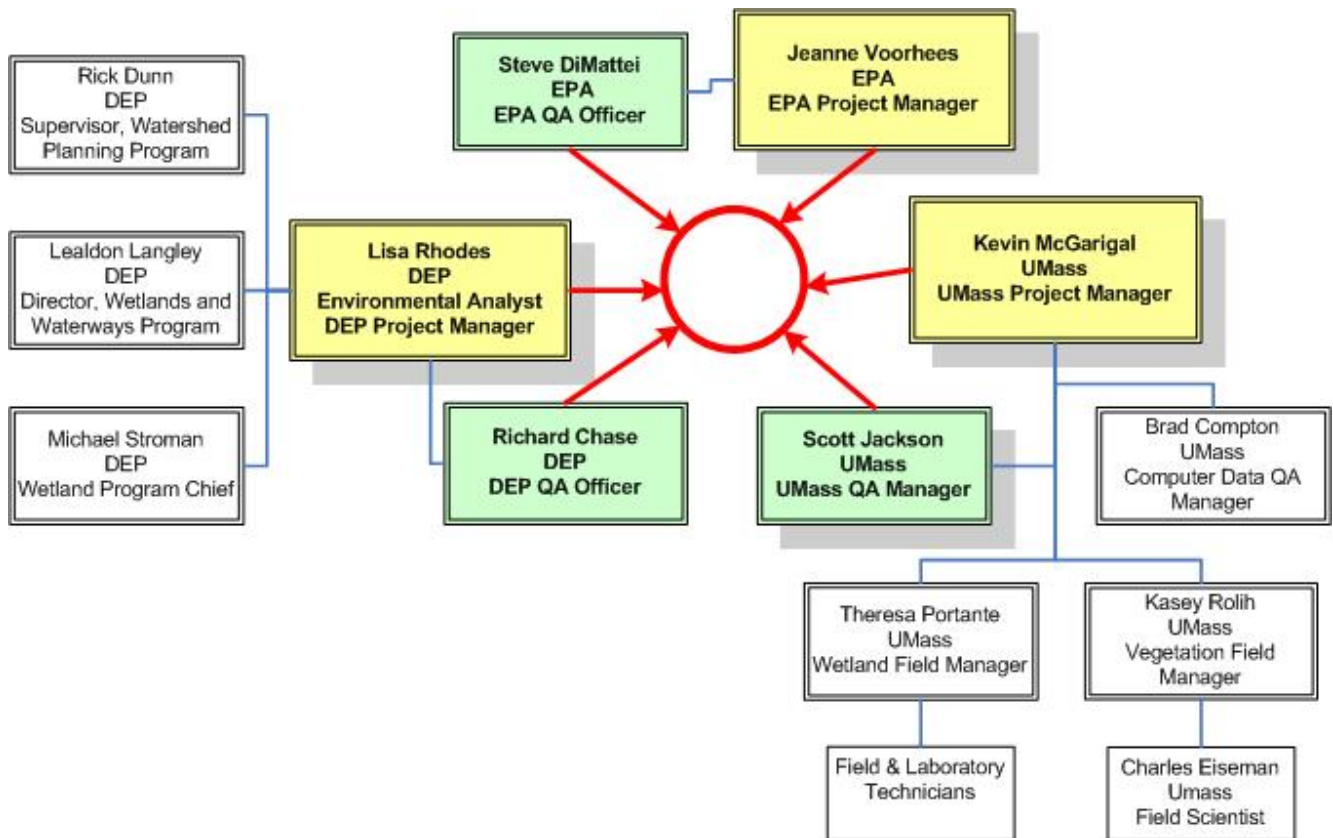 Steve DiMattei
EPA
EPA QA Officer
Jeanne Voorhees
EPA
EPA Project Manager
Rick Dunn
DEP
Supervisor, Watershed
Planning Program
Lealdon Langley
DEP
Director, Wetlands and
Waterways Program
Michael Stroman
DEP
Wetland Program Chief
Lisa Rhodes
DEP
Environmental Analyst
DEP Project Manager
Richard Chase
DEP
DEP QA Officer
Kevin McGarigal
UMass
UMass Project Manager
Scott Jackson
UMass
UMass QA Manager
Brad Compton
UMass
Computer Data QA
Manager
Theresa Portante
UMass
Wetland Field Manager
Kasey Rolih
UMass
Vegetation Field
Manager
Field & Laboratory
Technicians
Charles Eiseman
Umass
Field Scientist